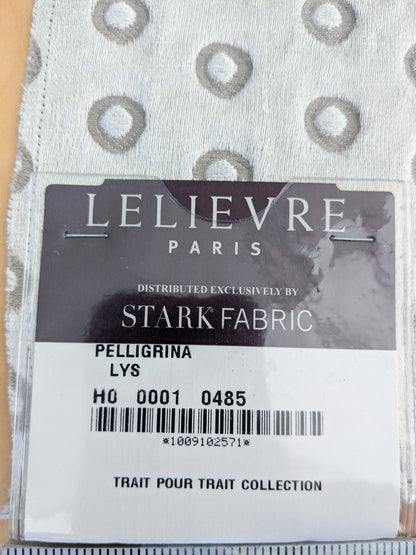 LELIEVRE
PARIS
DISTRIBUTED EXCLUSIVELY BY
STARK FABRIC
PELLIGRINA
LYS
H0 0001 0485
*1009102571*
TRAIT POUR TRAIT COLLECTION